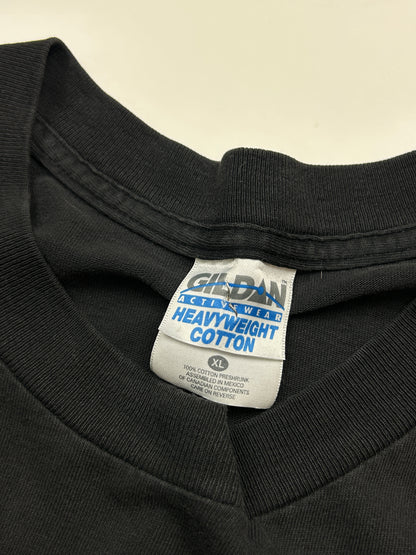 GILDAN
ACTIVEWEAR
HEAVYWEIGHT
COTTON
XL
100% COTTON PRESHRUNK
ASSEMBLED IN MEXICO
OF CANADIAN COMPONENTS
CARE ON REVERSE